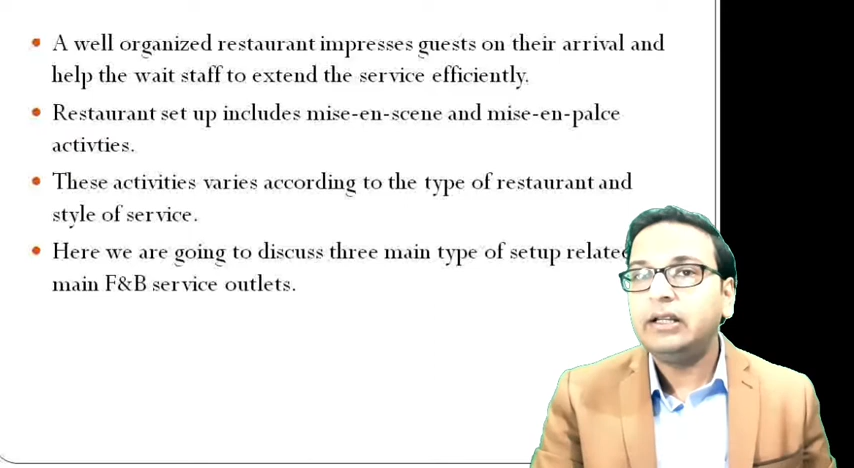 A well organized restaurant impresses guests on their arrival and
help the wait staff to extend the service efficiently.
Restaurant set up includes mise-en-scene and mise-en-palce
activties.
These activities varies according to the type of restaurant and
style of service.
Here we are going to discuss three main type of setup
main F&B service outlets.